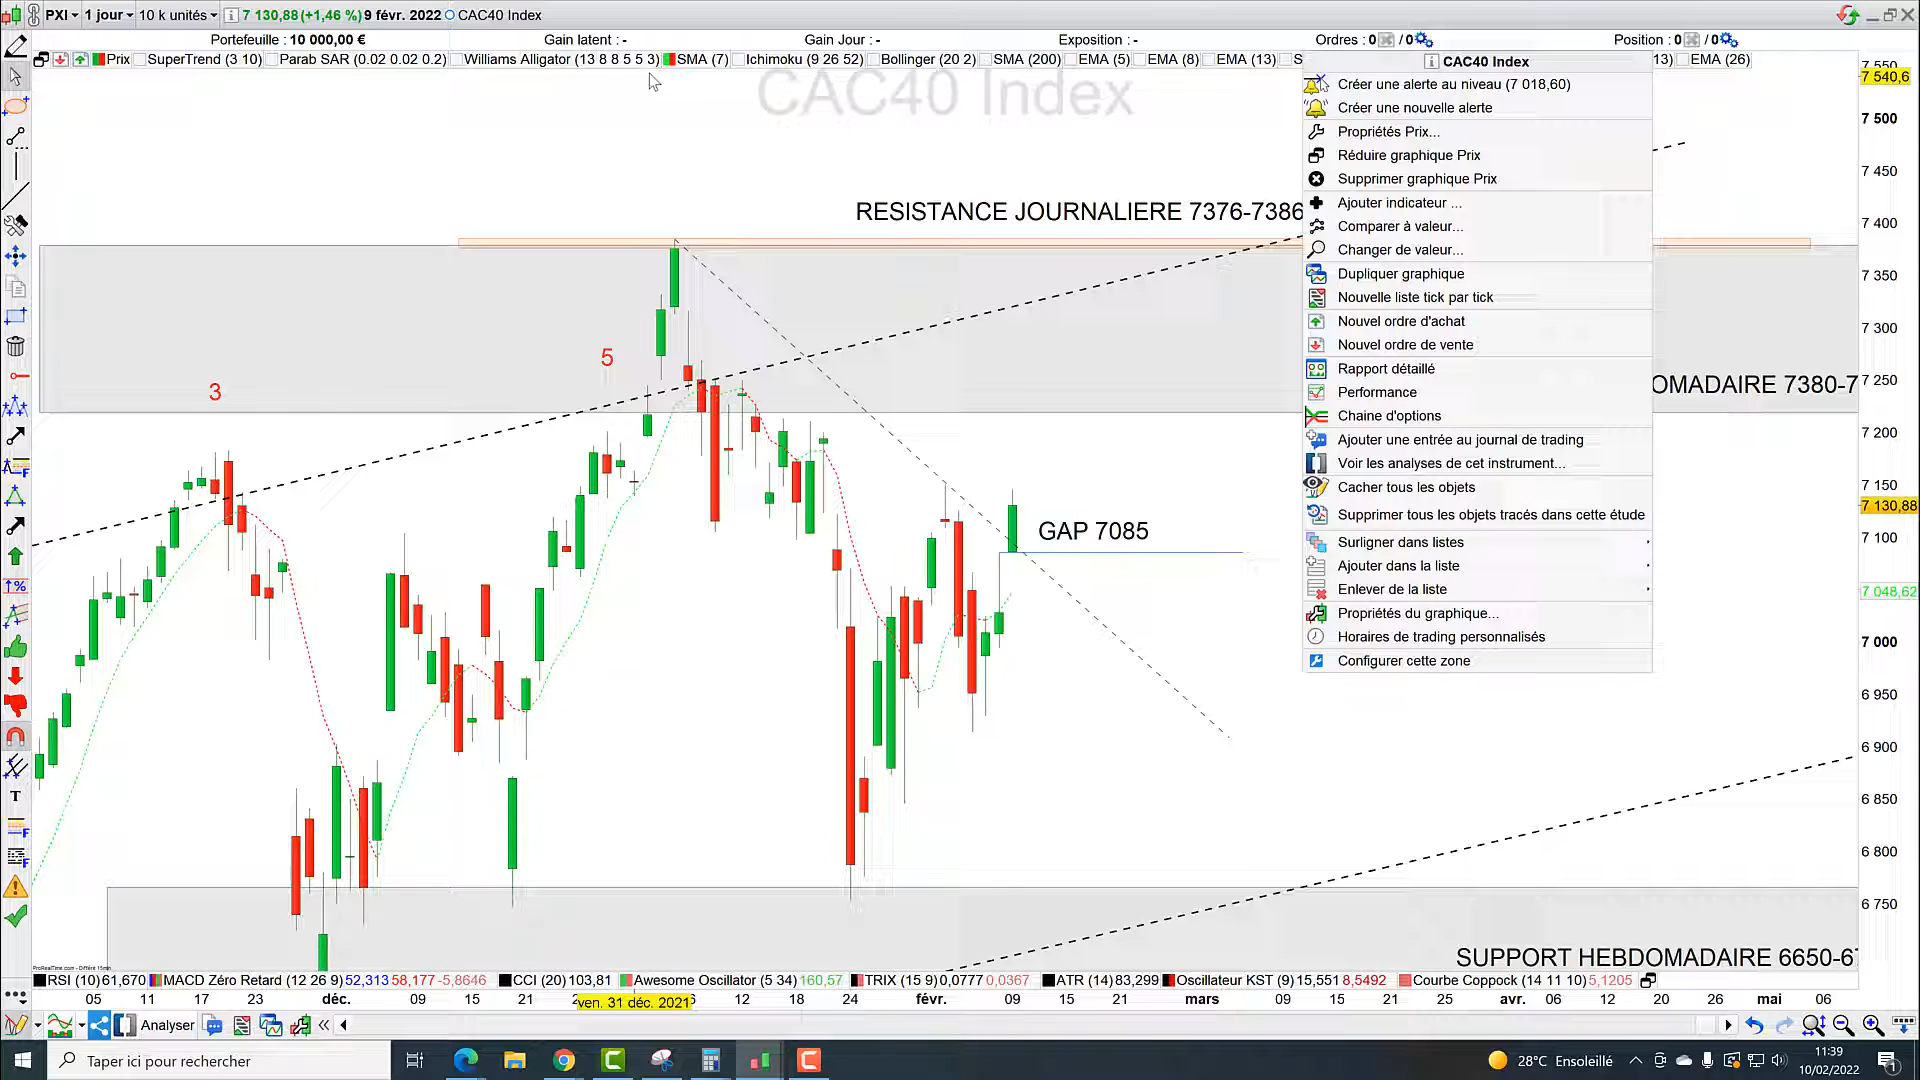 PXI 1 jour 10 k unités 7 130,88 (+1,46 %) 9 févr. 2022 CAC40 Index
Portefeuille : 10 000,00 € Gain latent : - Gain Jour : - Exposition : - Ordres : 0 / 0 Position : 0 / 0
Prix SuperTrend (3 10) Parab SAR (0.02 0.02 0.2) Williams Alligator (13 8 8 5 5 3) SMA (7) Ichimoku (9 26 52) Bollinger (20 2) SMA (200) EMA (5) EMA (8) EMA (13) S 13) EMA (26)
CAC40 Index
CAC40 Index
Créer une alerte au niveau (7 018,60)
Créer une nouvelle alerte
Propriétés Prix...
Réduire graphique Prix
Supprimer graphique Prix
Ajouter indicateur ...
Comparer à valeur...
Changer de valeur...
Dupliquer graphique
Nouvelle liste tick par tick
Nouvel ordre d'achat
Nouvel ordre de vente
Rapport détaillé
Performance
Chaine d'options
Ajouter une entrée au journal de trading
Voir les analyses de cet instrument...
Cacher tous les objets
Supprimer tous les objets tracés dans cette étude
Surligner dans listes
Ajouter dans la liste
Enlever de la liste
Propriétés du graphique...
Horaires de trading personnalisés
Configurer cette zone
RESISTANCE JOURNALIERE 7376-7386
OMADAIRE 7380-7
3
5
GAP 7085
SUPPORT HEBDOMADAIRE 6650-67
7 550
7 540,6
7 500
7 450
7 400
7 350
7 300
7 250
7 200
7 150
7 130,88
7 100
7 048,62
7 000
6 950
6 900
6 850
6 800
6 750
ProRealTime.com - Différé 15min
RSI (10) 61,670 MACD Zéro Retard (12 26 9) 52,313 58,177 -5,8646 CCI (20) 103,81 Awesome Oscillator (5 34) 160,57 TRIX (15 9) 0,0777 0,0367 ATR (14) 83,299 Oscillateur KST (9) 15,551 8,5492 Courbe Coppock (14 11 10) 5,1205
05 11 17 23 déc. 09 15 21 2 ven. 31 déc. 2021 6 12 18 24 févr. 09 15 21 mars 09 15 21 25 avr. 06 12 20 26 mai 06
Analyser
Taper ici pour rechercher
28°C Ensoleillé
11:39
10/02/2022
1